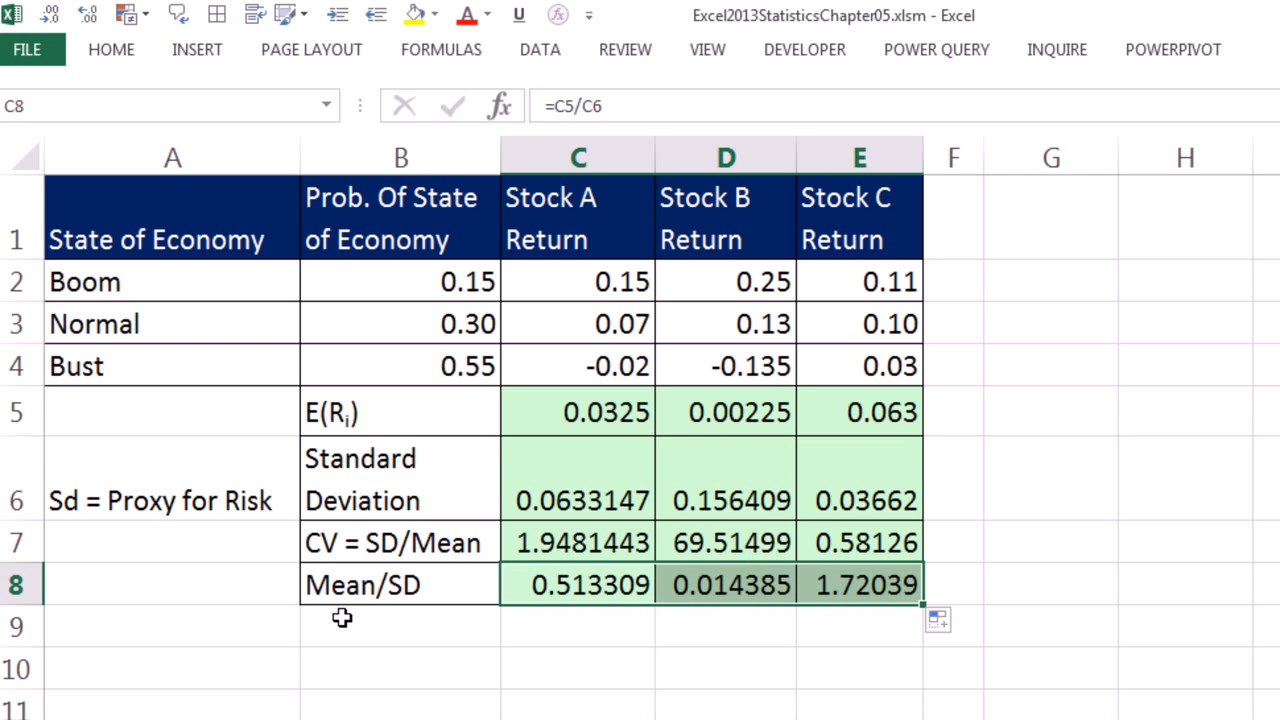 Excel2013StatisticsChapter05.xlsm - Excel
FILE HOME INSERT PAGE LAYOUT FORMULAS DATA REVIEW VIEW DEVELOPER POWER QUERY INQUIRE POWERPIVOT
C8 fx =C5/C6
A B C D E F G H
Prob. Of State Stock A Stock B Stock C
1 State of Economy of Economy Return Return Return
2 Boom 0.15 0.15 0.25 0.11
3 Normal 0.30 0.07 0.13 0.10
4 Bust 0.55 -0.02 -0.135 0.03
5 E(Ri) 0.0325 0.00225 0.063
Standard
6 Sd = Proxy for Risk Deviation 0.0633147 0.156409 0.03662
7 CV = SD/Mean 1.9481443 69.51499 0.58126
8 Mean/SD 0.513309 0.014385 1.72039
9
10
11